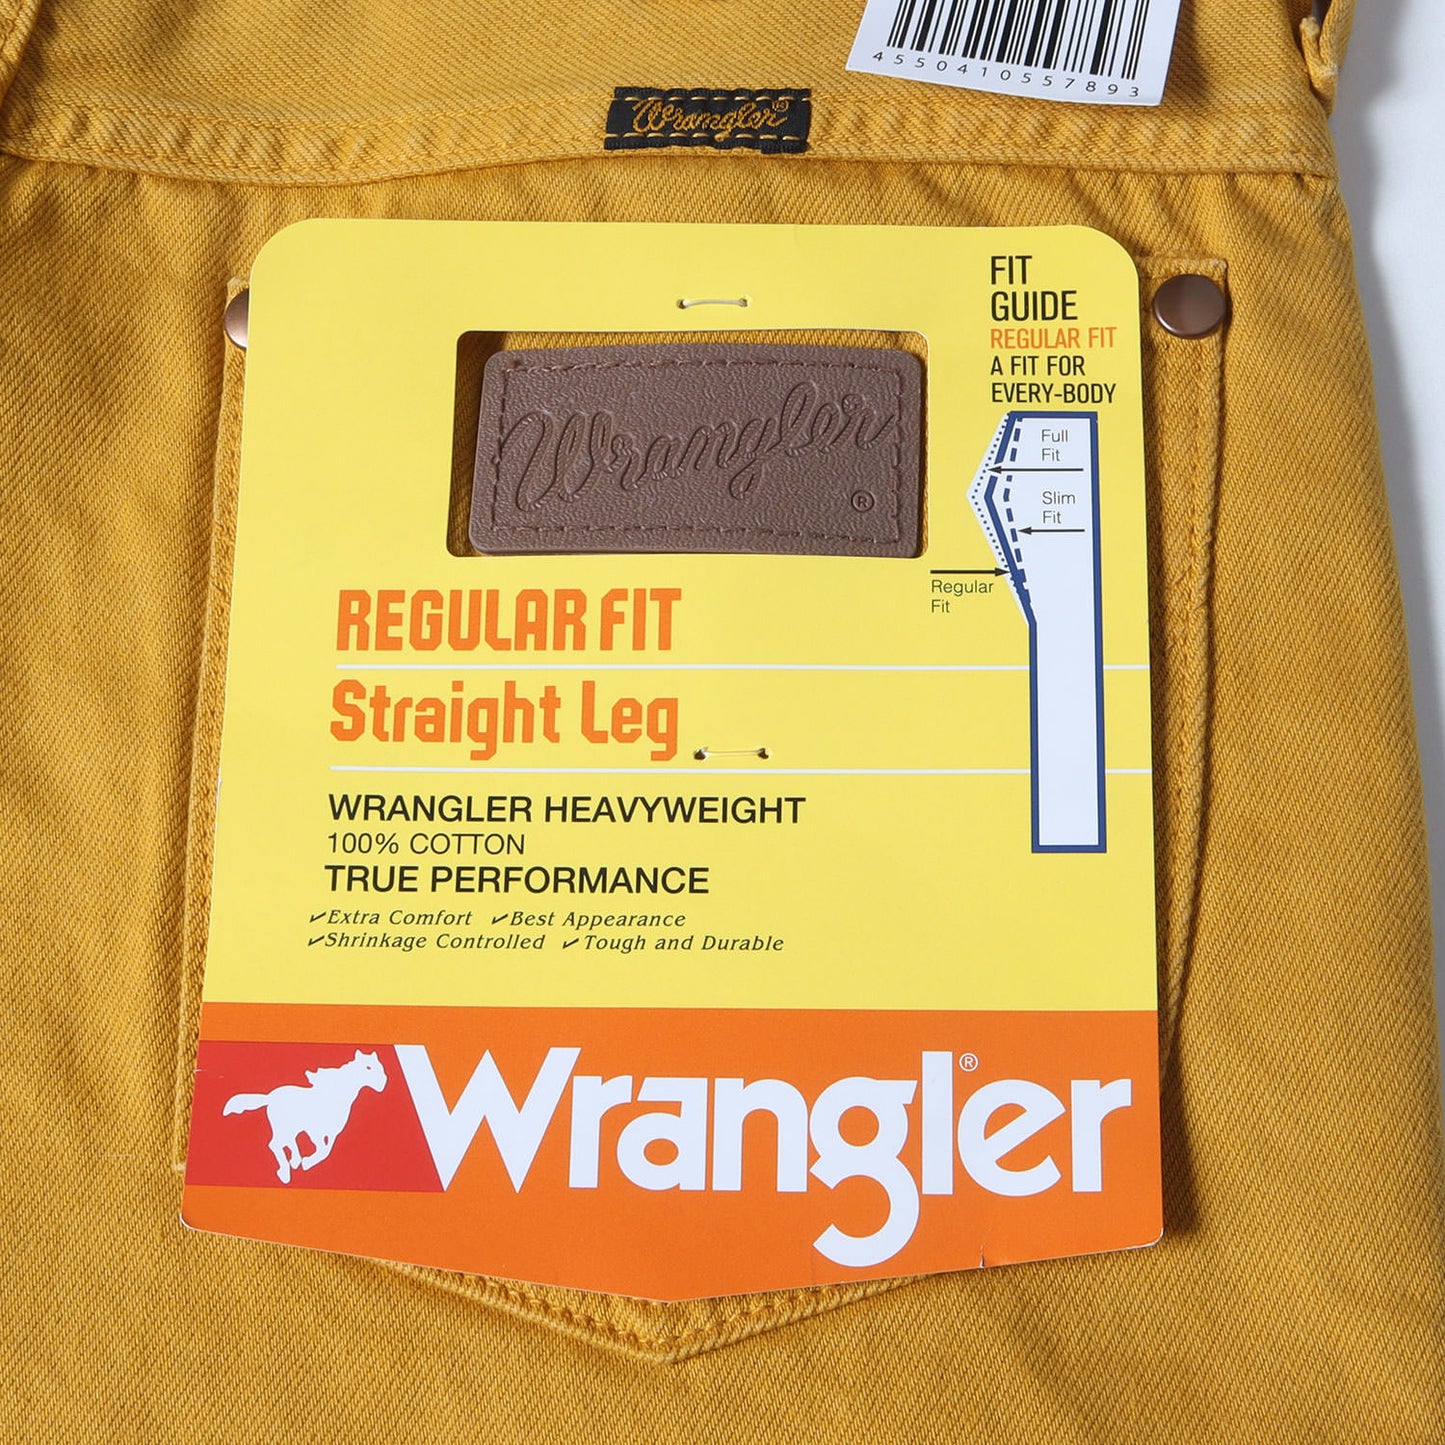 4550410557893
Wrangler®
FIT
GUIDE
REGULAR FIT
A FIT FOR
EVERY-BODY
Wrangler®
®
Full
Fit
Slim
Fit
Regular
Fit
REGULAR FIT
Straight Leg
WRANGLER HEAVYWEIGHT
100% COTTON
TRUE PERFORMANCE
✓Extra Comfort ✓Best Appearance
✓Shrinkage Controlled ✓Tough and Durable
Wrangler®